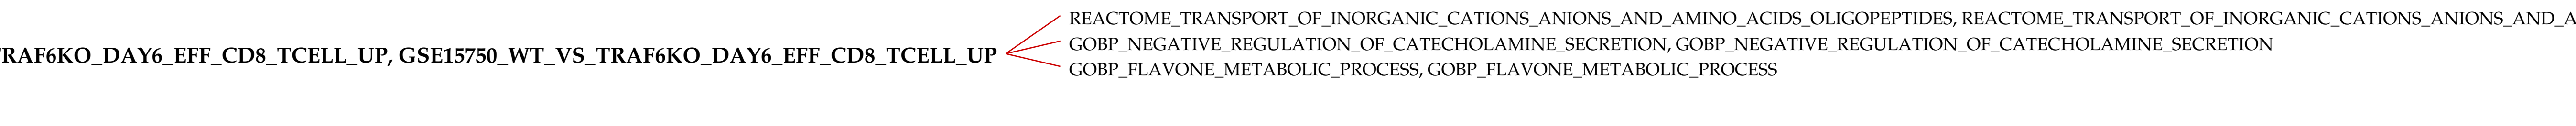 RAF6KO_DAY6_EFF_CD8_TCELL_UP, GSE15750_WT_VS_TRAF6KO_DAY6_EFF_CD8_TCELL_UP
REACTOME_TRANSPORT_OF_INORGANIC_CATIONS_ANIONS_AND_AMINO_ACIDS_OLIGOPEPTIDES, REACTOME_TRANSPORT_OF_INORGANIC_CATIONS_ANIONS_AND_A
GOBP_NEGATIVE_REGULATION_OF_CATECHOLAMINE_SECRETION, GOBP_NEGATIVE_REGULATION_OF_CATECHOLAMINE_SECRETION
GOBP_FLAVONE_METABOLIC_PROCESS, GOBP_FLAVONE_METABOLIC_PROCESS